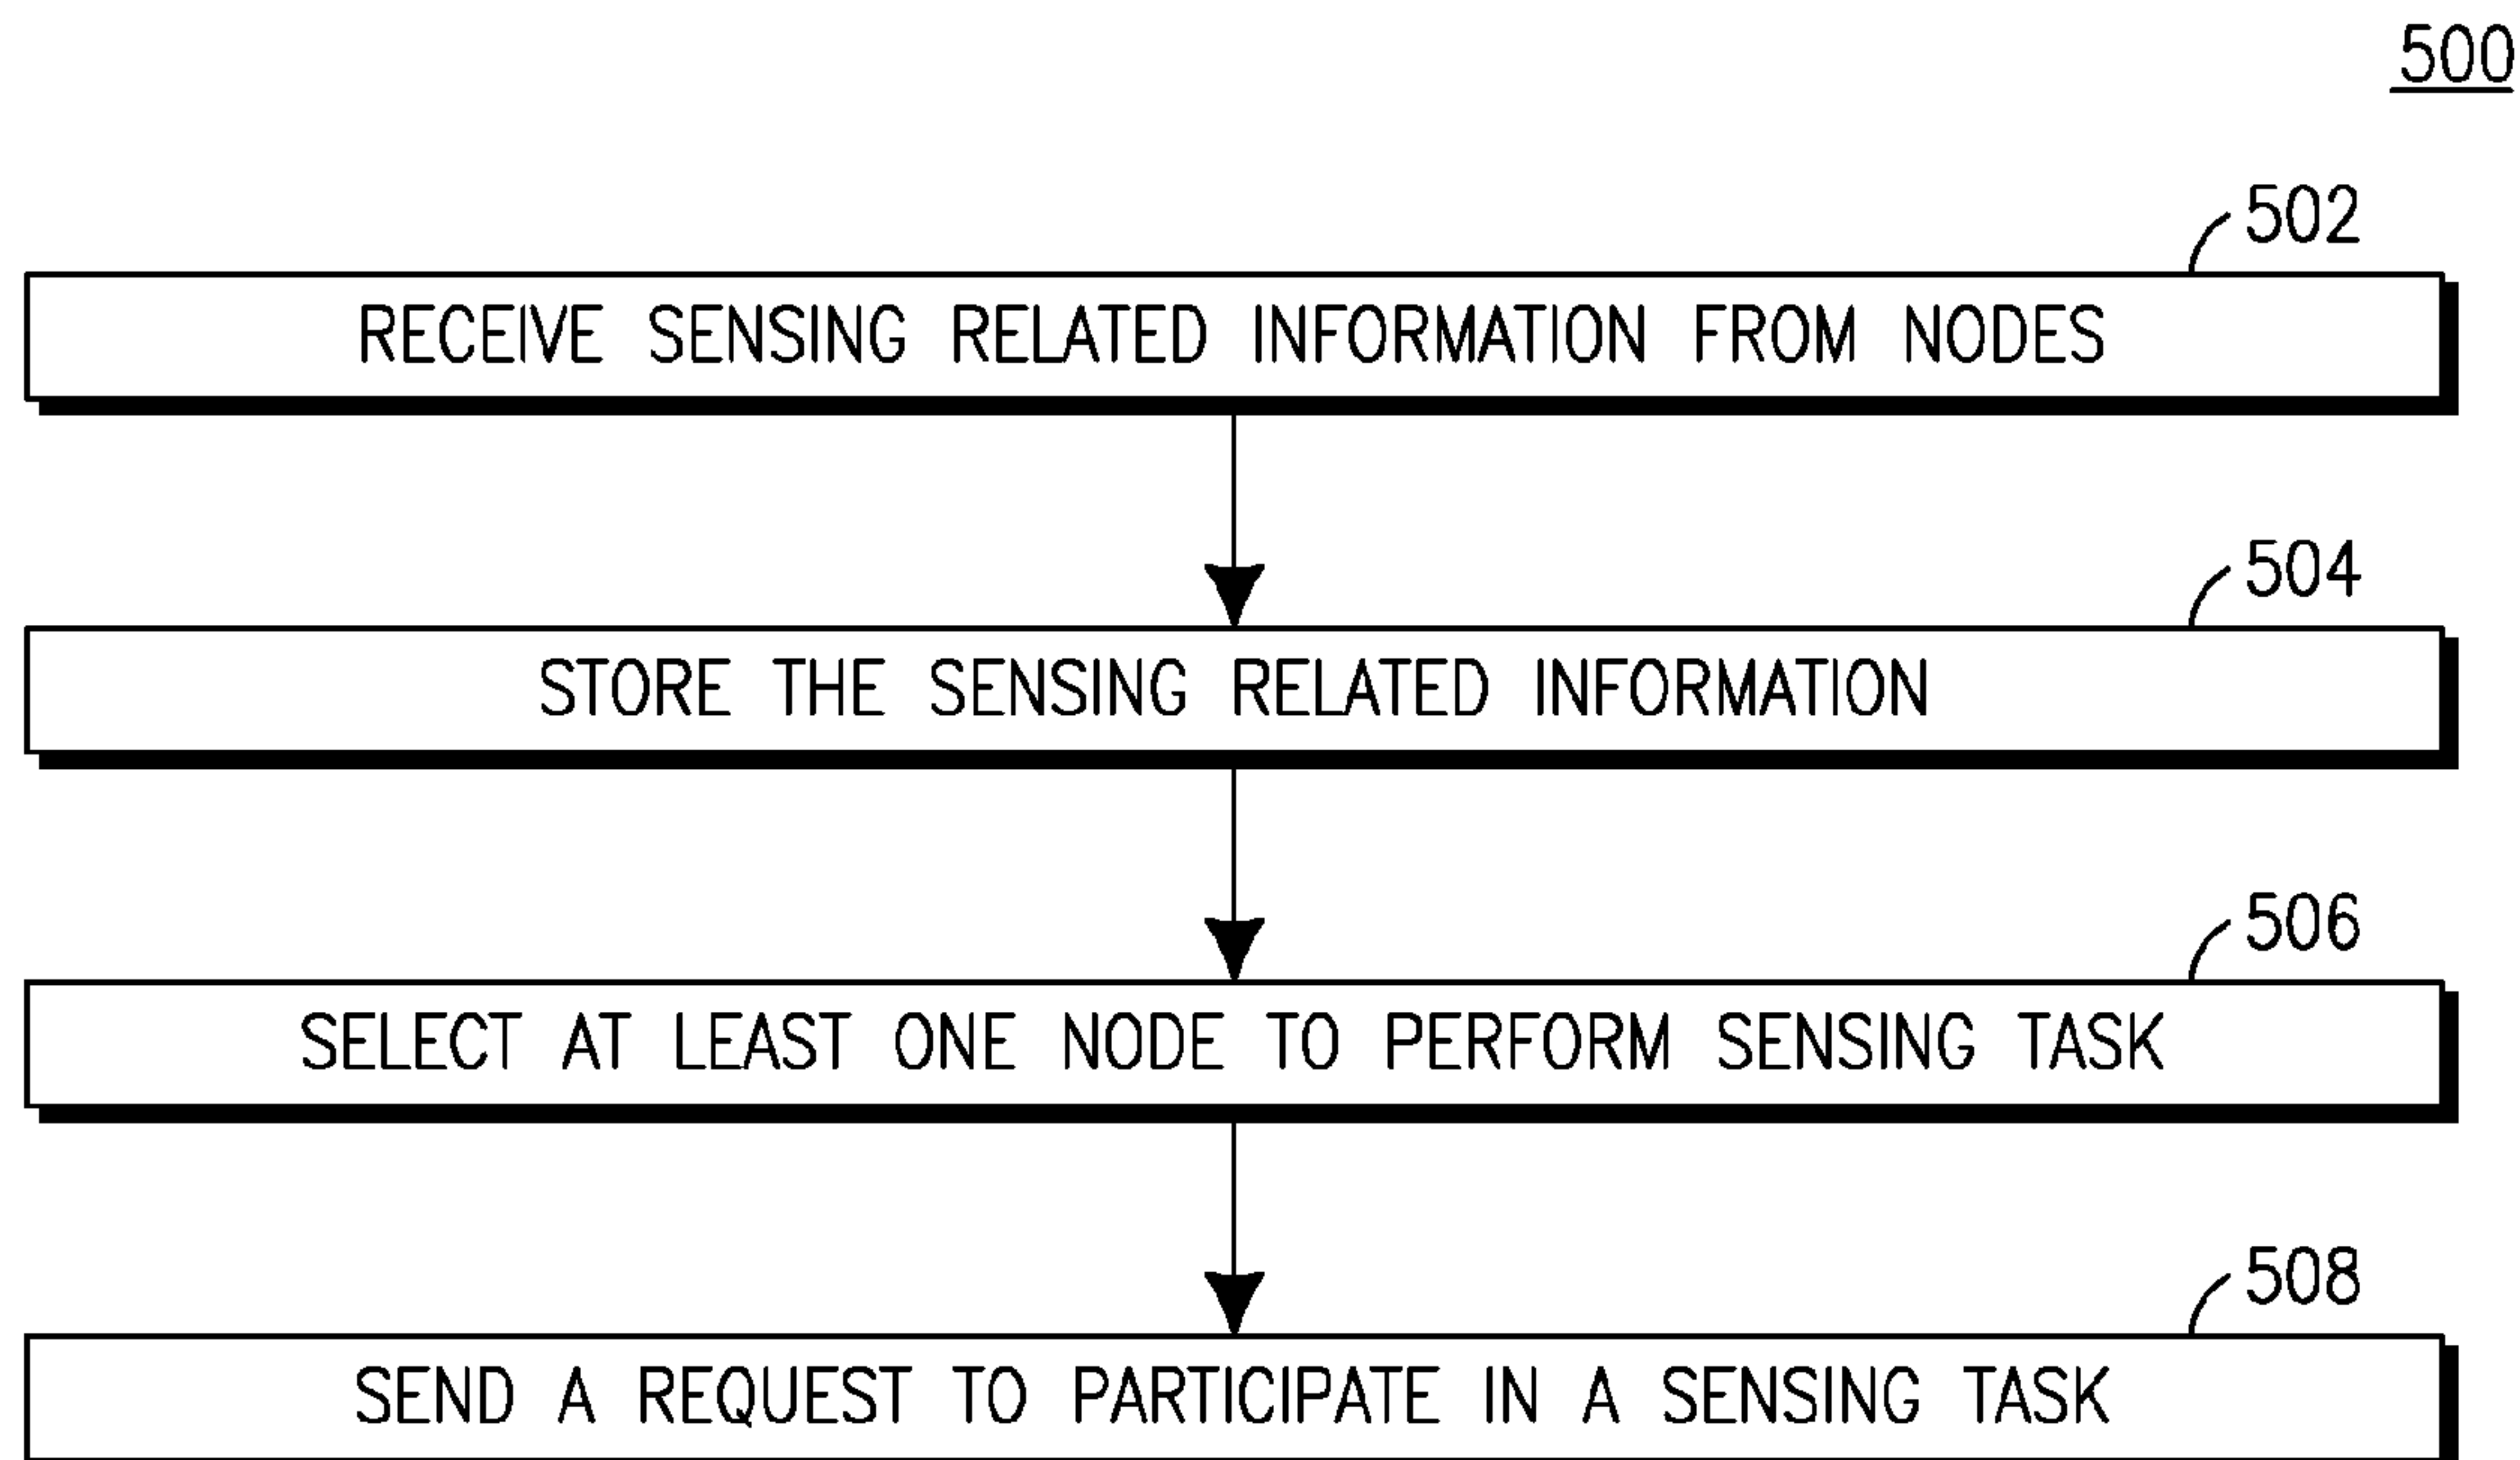 500
502
RECEIVE SENSING RELATED INFORMATION FROM NODES
504
STORE THE SENSING RELATED INFORMATION
506
SELECT AT LEAST ONE NODE TO PERFORM SENSING TASK
508
SEND A REQUEST TO PARTICIPATE IN A SENSING TASK